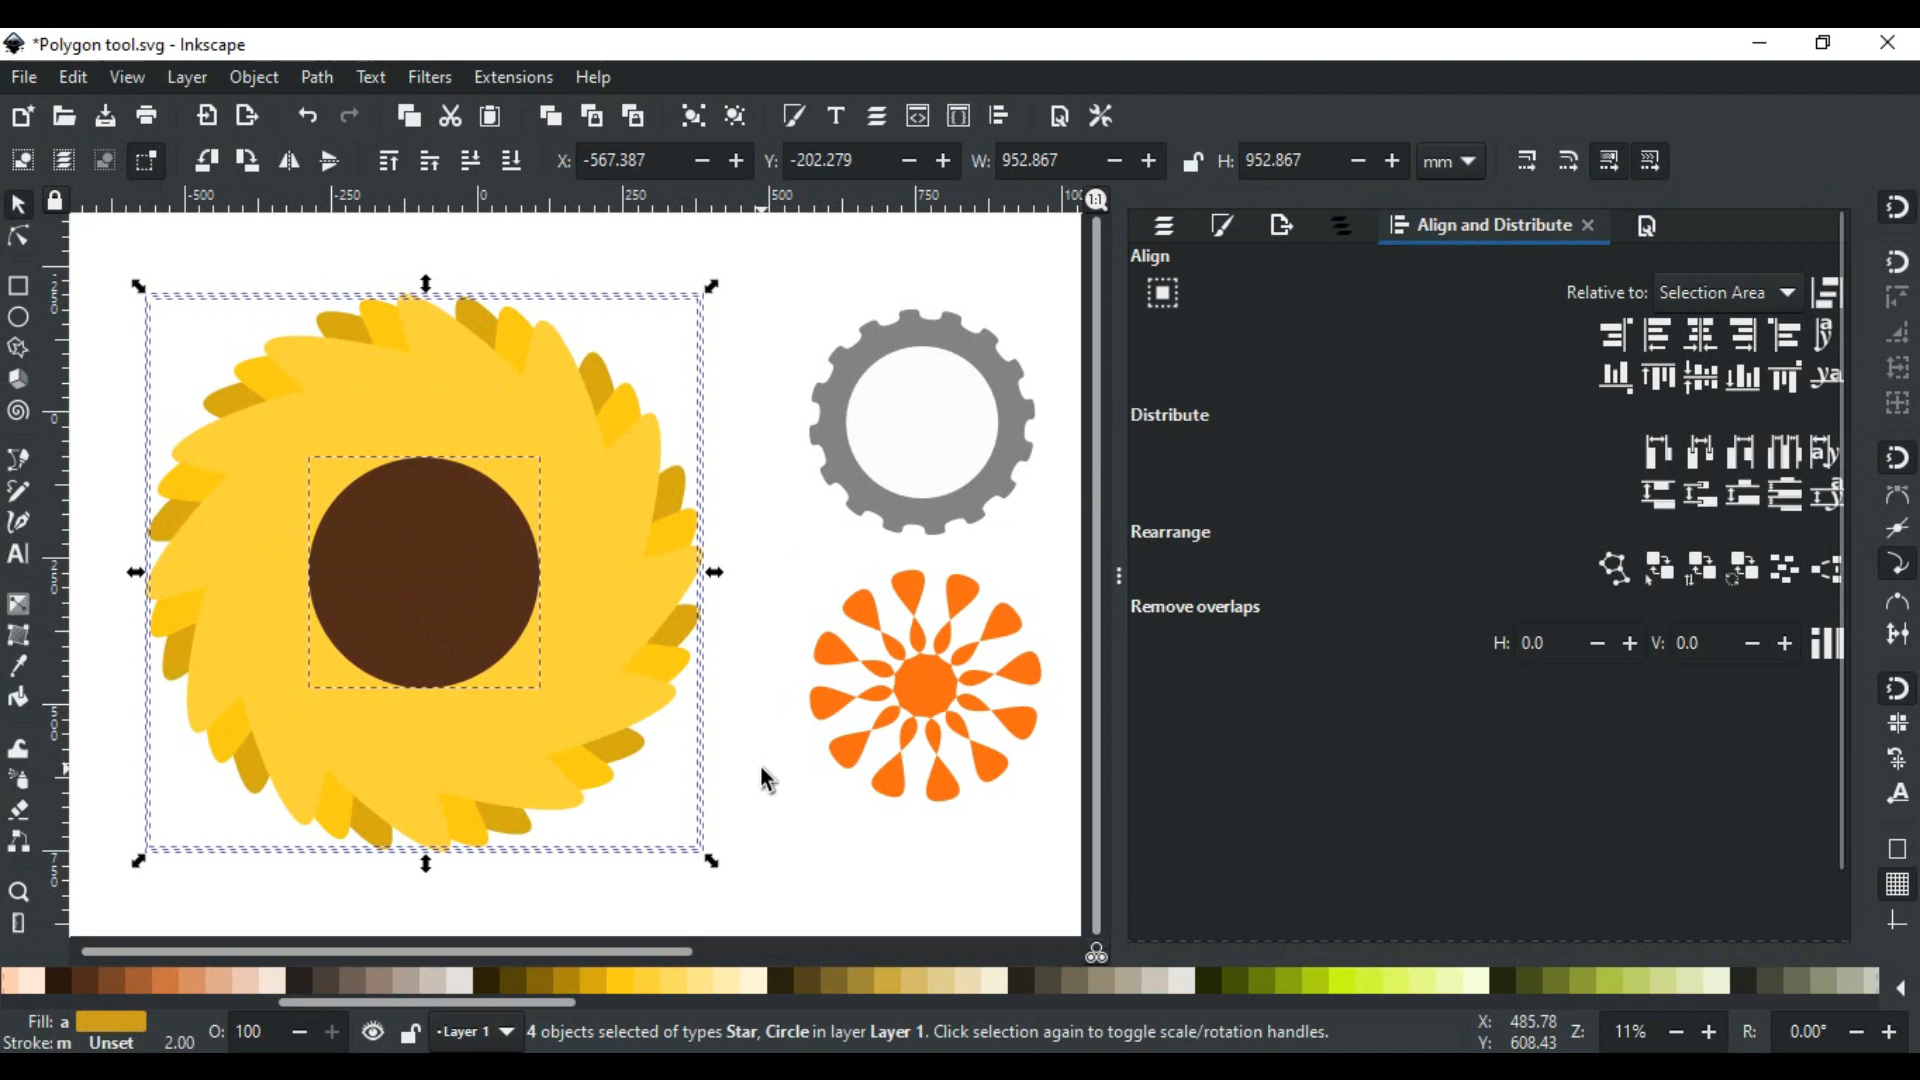 *Polygon tool.svg - Inkscape
File Edit View Layer Object Path Text Filters Extensions Help
X: -567.387 Y: -202.279 W: 952.867 H: 952.867 mm
-500 -250 0 250 500 750
1:1
Align and Distribute
Align
Relative to: Selection Area
Distribute
Rearrange
Remove overlaps
H: 0.0 V: 0.0
Fill: a O: 100 Layer 1 4 objects selected of types Star, Circle in layer Layer 1. Click selection again to toggle scale/rotation handles. X: 485.78 Z: 11% R: 0.00°
Stroke: m Unset 2.00 Y: 608.43